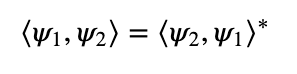 ⟨ψ₁, ψ₂⟩ = ⟨ψ₂, ψ₁⟩*